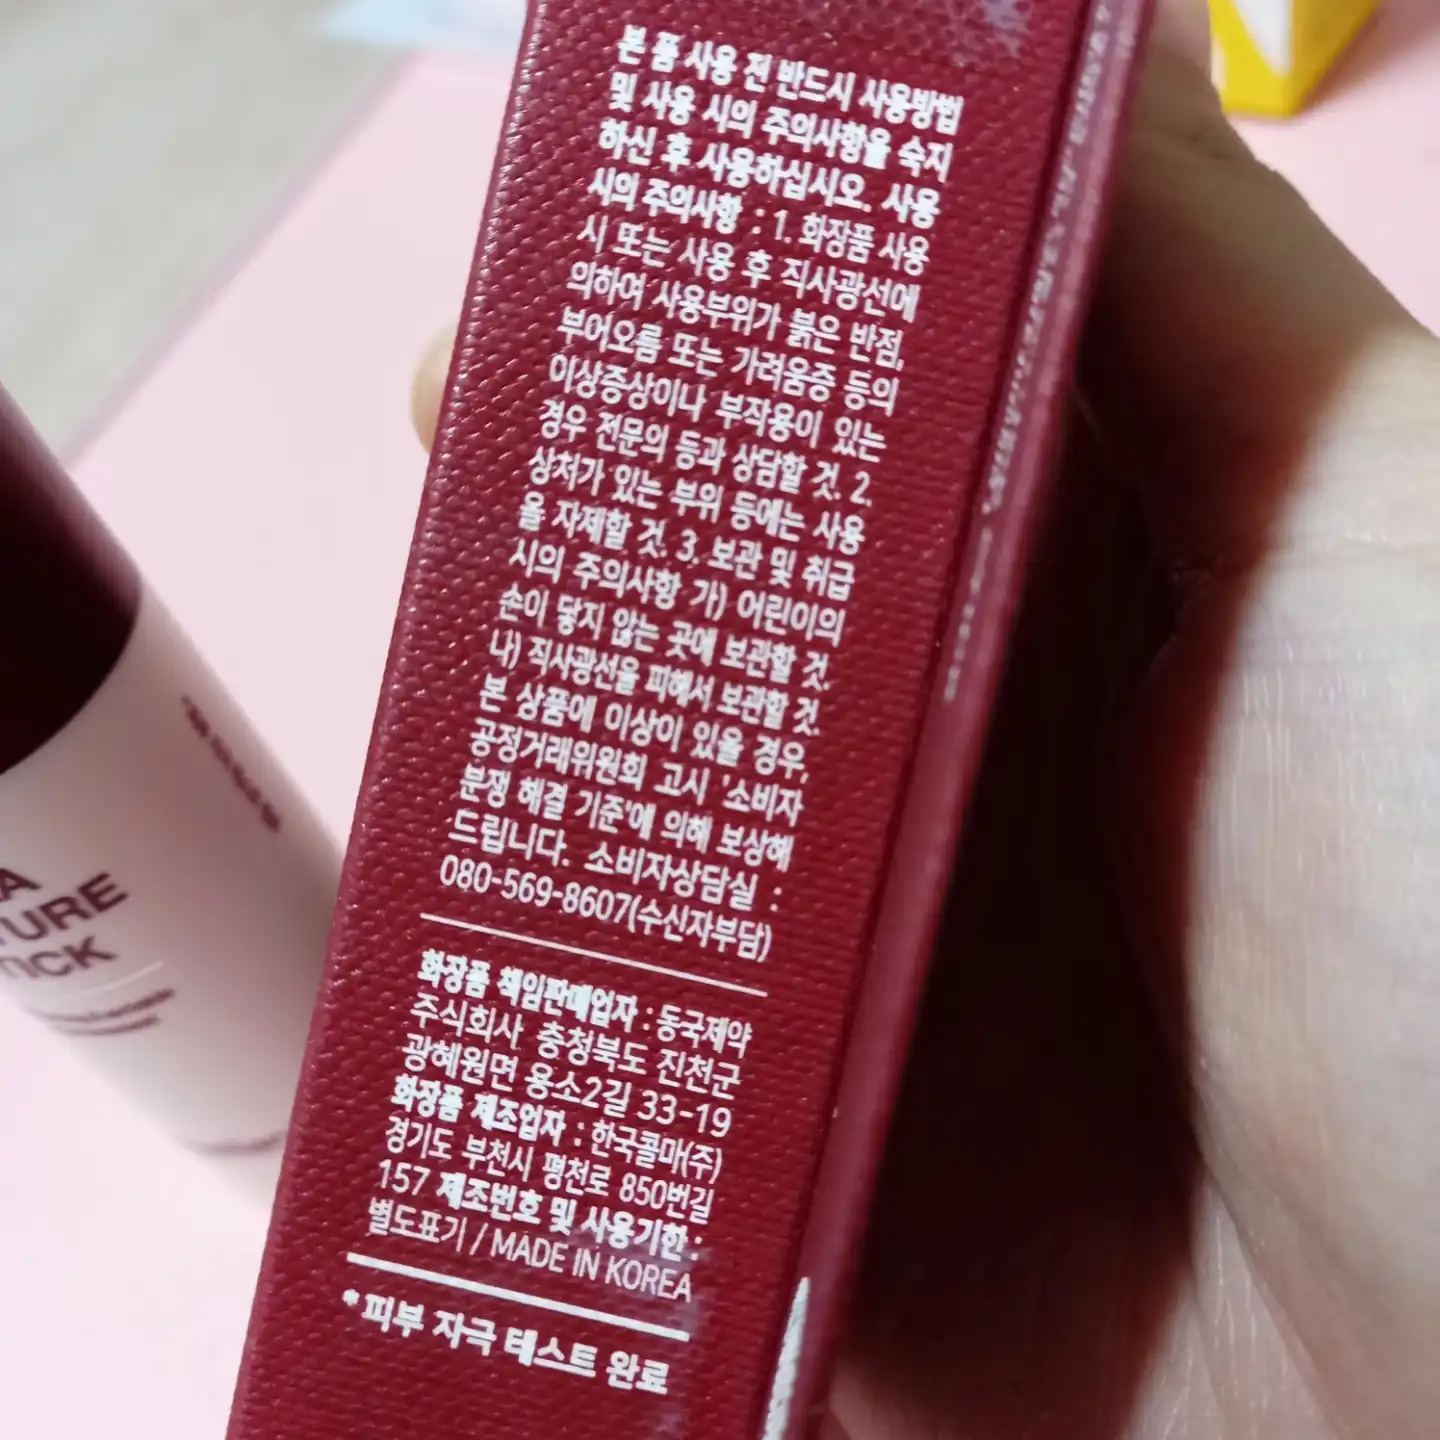 본 품 사용 전 반드시 사용방법
및 사용 시의 주의사항을 숙지
하신 후 사용하십시오. 사용
시의 주의사항 : 1. 화장품 사용
시 또는 사용 후 직사광선에
의하여 사용부위가 붉은 반점,
부어오름 또는 가려움증 등의
이상증상이나 부작용이 있는
경우 전문의 등과 상담할 것. 2.
상처가 있는 부위 등에는 사용
을 자제할 것. 3. 보관 및 취급
시의 주의사항 가) 어린이의
손이 닿지 않는 곳에 보관할 것.
나) 직사광선을 피해서 보관할 것.
본 상품에 이상이 있을 경우,
공정거래위원회 고시 '소비자
분쟁 해결 기준'에 의해 보상해
드립니다. 소비자상담실 :
080-569-8607(수신자부담)
화장품 책임판매업자 : 동국제약
주식회사 충청북도 진천군
광혜원면 용소2길 33-19
화장품 제조업자 : 한국콜마(주)
경기도 부천시 평천로 850번길
157 제조번호 및 사용기한 :
별도표기 / MADE IN KOREA
*피부 자극 테스트 완료
A
TURE
TICK